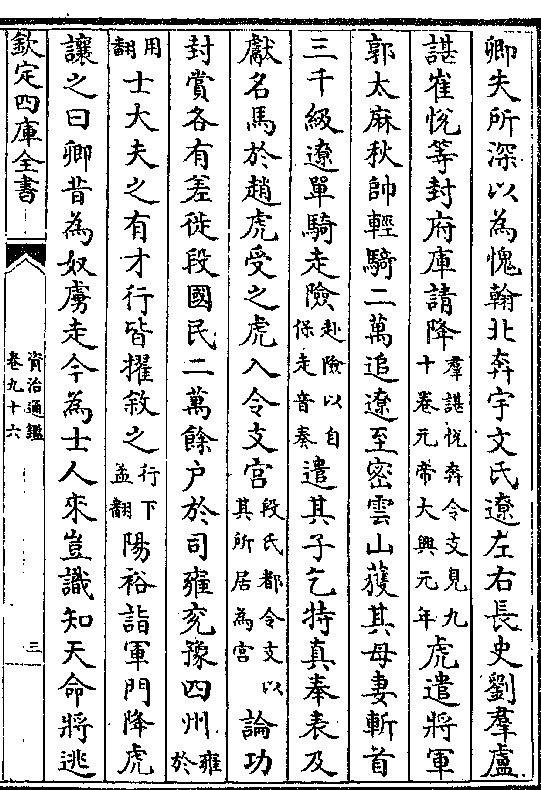 卿夫所深以為愧翰北奔宇文氏遼左右長史劉羣盧
諶崔悅等封府庫請降羣諶悅奔令支見九十卷元帝大興元年虎遣將軍
郭太麻秋帥輕騎二萬追遼至密雲山獲其母妻斬首
三千級遼單騎走險赴險以自保走音奏遣其子乞特真奉表及
獻名馬於趙虎受之虎入令支宮段氏都令支以其所居為宮論功
封賞各有差徙段國民二萬餘户於司雍兖豫四州雍於
用翻士大夫之有才行皆擢敘之行下孟翻陽裕詣軍門降虎
讓之曰卿昔為奴虜走今為士人來豈識知天命將逃
欽定四庫全書
資治通鑑
卷九十六
三